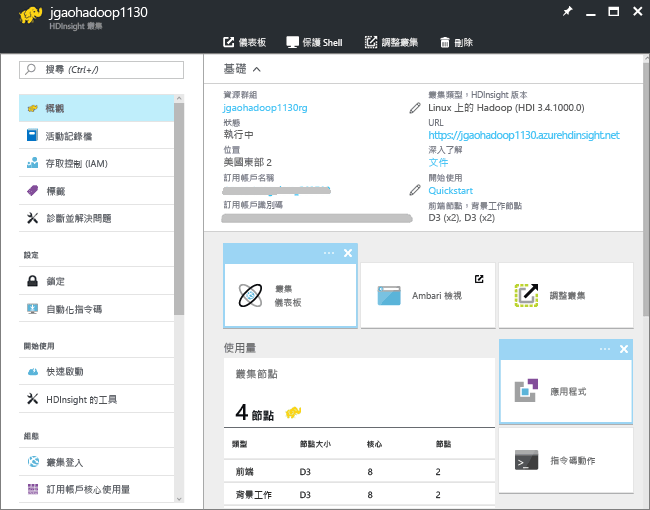 jgaohadoop1130
HDInsight 叢集
儀表板
保護 Shell
調整叢集
刪除
搜尋 (Ctrl+/)
概觀
活動記錄檔
存取控制 (IAM)
標籤
診斷並解決問題
設定
鎖定
自動化指令碼
開始使用
快速啟動
HDInsight 的工具
組態
叢集登入
訂用帳戶核心使用量
基礎
資源群組
jgaohadoop1130rg
狀態
執行中
位置
美國東部 2
訂用帳戶名稱
訂用帳戶識別碼
叢集類型，HDInsight 版本
Linux 上的 Hadoop (HDI 3.4.1000.0)
URL
https://jgaohadoop1130.azurehdinsight.net
深入了解
文件
開始使用
Quickstart
前端節點，背景工作節點
D3 (x2), D3 (x2)
叢集
儀表板
Ambari 檢視
調整叢集
使用量
叢集節點
4 節點
類型 節點大小 核心 節點
前端 D3 8 2
背景工作 D3 8 2
應用程式
指令碼動作